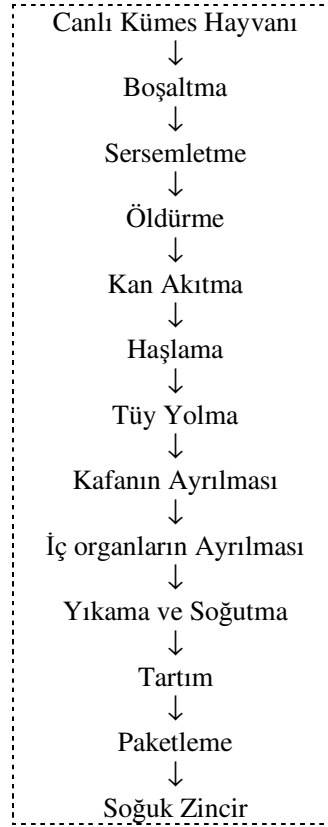 Canlı Kümes Hayvanı
↓
Boşaltma
↓
Sersemletme
↓
Öldürme
↓
Kan Akıtma
↓
Haşlama
↓
Tüy Yolma
↓
Kafanın Ayrılması
↓
İç organların Ayrılması
↓
Yıkama ve Soğutma
↓
Tartım
↓
Paketleme
↓
Soğuk Zincir